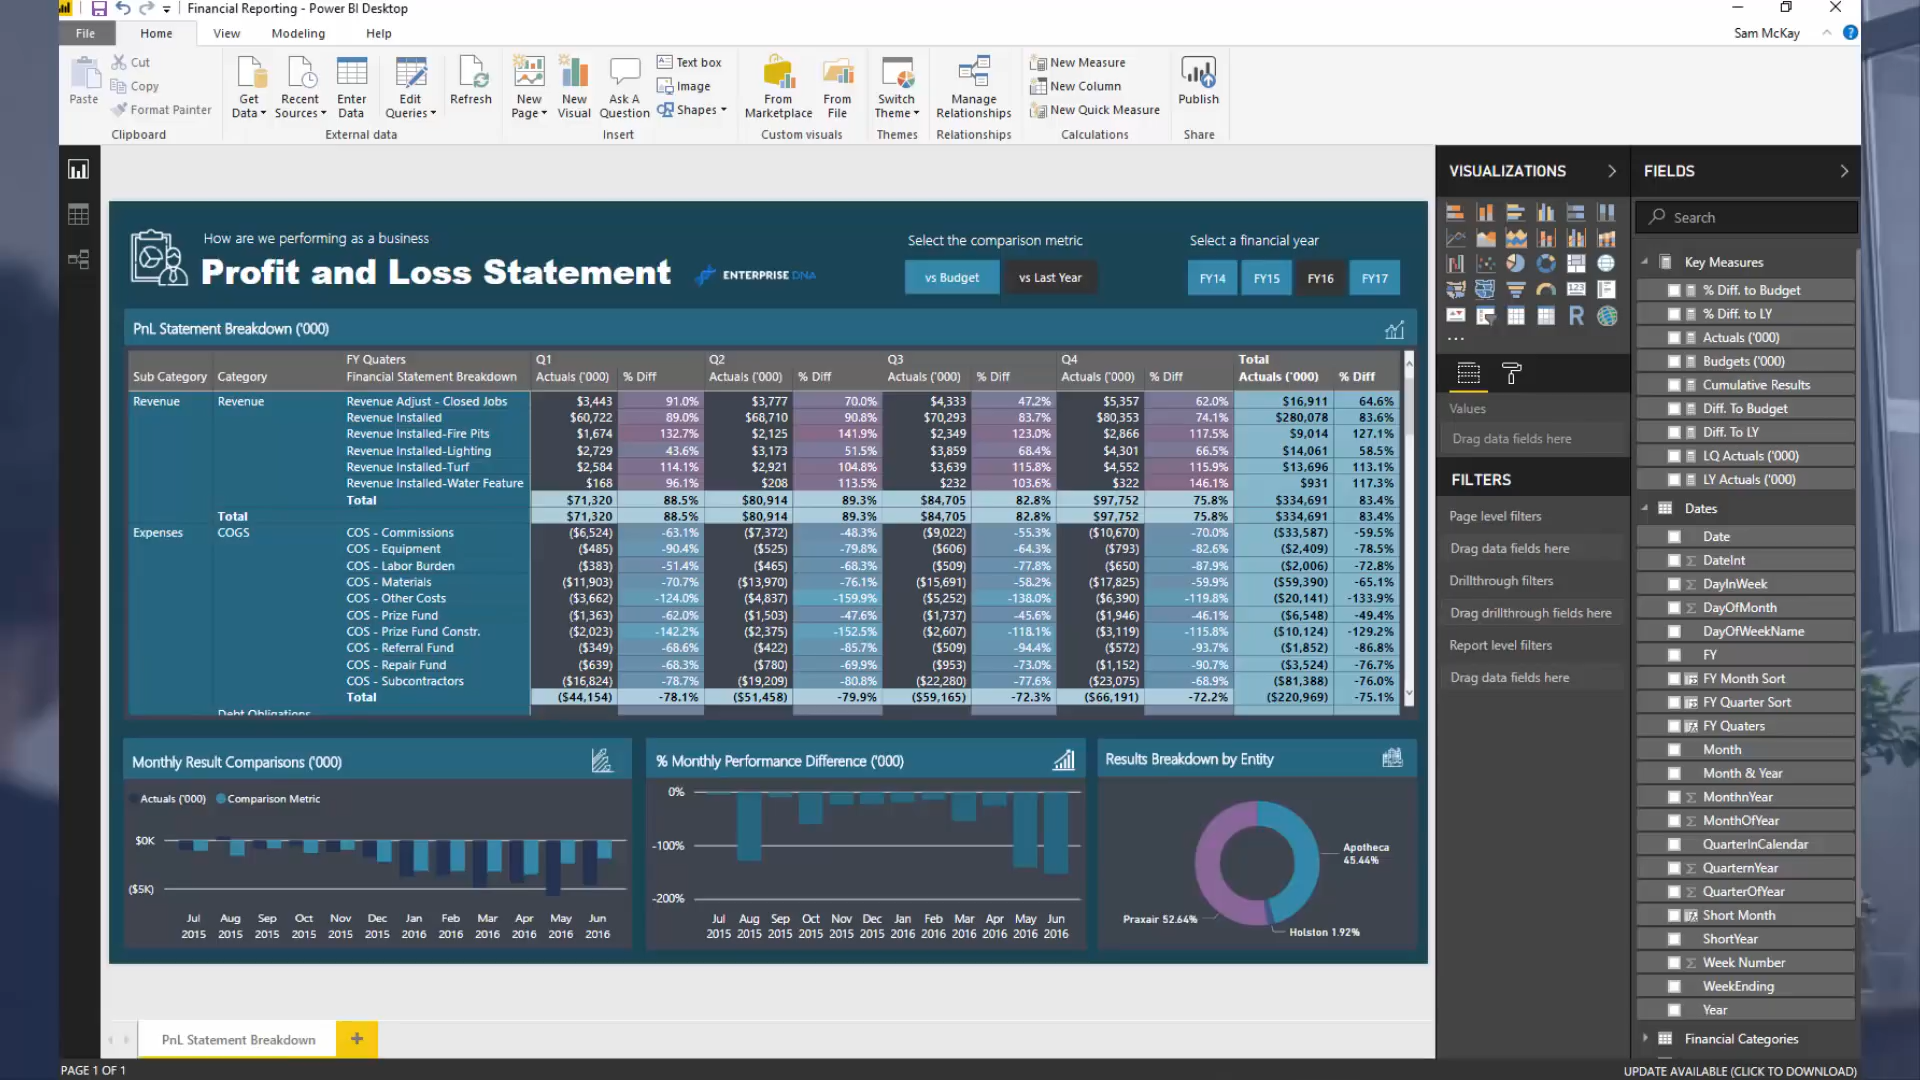 Financial Reporting - Power BI Desktop
File Home View Modeling Help Sam McKay
Paste
Cut
Copy
Format Painter
Clipboard
Get Data
Recent Sources
Enter Data
Edit Queries
Refresh
External data
New Page
New Visual
Ask A Question
Text box
Image
Shapes
Insert
From Marketplace
From File
Custom visuals
Switch Theme
Themes
Manage Relationships
Relationships
New Measure
New Column
New Quick Measure
Calculations
Publish
Share
How are we performing as a business
Profit and Loss Statement
ENTERPRISE DNA
Select the comparison metric
vs Budget vs Last Year
Select a financial year
FY14 FY15 FY16 FY17
PnL Statement Breakdown ('000)
FY Quaters Q1 Q2 Q3 Q4 Total
Sub Category Category Financial Statement Breakdown Actuals ('000) % Diff Actuals ('000) % Diff Actuals ('000) % Diff Actuals ('000) % Diff Actuals ('000) % Diff
Revenue Revenue Revenue Adjust - Closed Jobs $3,443 91.0% $3,777 70.0% $4,333 47.2% $5,357 62.0% $16,911 64.6%
Revenue Installed $60,722 89.0% $68,710 90.8% $70,293 83.7% $80,353 74.1% $280,078 83.6%
Revenue Installed-Fire Pits $1,674 132.7% $2,125 141.9% $2,349 123.0% $2,866 117.5% $9,014 127.1%
Revenue Installed-Lighting $2,729 43.6% $3,173 51.5% $3,859 68.4% $4,301 66.5% $14,061 58.5%
Revenue Installed-Turf $2,584 114.1% $2,921 104.8% $3,639 115.8% $4,552 115.9% $13,696 113.1%
Revenue Installed-Water Feature $168 96.1% $208 113.5% $232 103.6% $322 146.1% $931 117.3%
Total $71,320 88.5% $80,914 89.3% $84,705 82.8% $97,752 75.8% $334,691 83.4%
Total $71,320 88.5% $80,914 89.3% $84,705 82.8% $97,752 75.8% $334,691 83.4%
Expenses COGS COS - Commissions ($6,524) -63.1% ($7,372) -48.3% ($9,022) -55.3% ($10,670) -70.0% ($33,587) -59.5%
COS - Equipment ($485) -90.4% ($525) -79.8% ($606) -64.3% ($793) -82.6% ($2,409) -78.5%
COS - Labor Burden ($383) -51.4% ($465) -68.3% ($509) -77.8% ($650) -87.9% ($2,006) -72.8%
COS - Materials ($11,903) -70.7% ($13,970) -76.1% ($15,691) -58.2% ($17,825) -59.9% ($59,390) -65.1%
COS - Other Costs ($3,662) -124.0% ($4,837) -159.9% ($5,252) -138.0% ($6,390) -119.8% ($20,141) -133.9%
COS - Prize Fund ($1,363) -62.0% ($1,503) -47.6% ($1,737) -45.6% ($1,946) -46.1% ($6,548) -49.4%
COS - Prize Fund Constr. ($2,023) -142.2% ($2,375) -152.5% ($2,607) -118.1% ($3,119) -115.8% ($10,124) -129.2%
COS - Referral Fund ($349) -68.6% ($422) -85.7% ($509) -94.4% ($572) -93.7% ($1,852) -86.8%
COS - Repair Fund ($639) -68.3% ($780) -69.9% ($953) -73.0% ($1,152) -90.7% ($3,524) -76.7%
COS - Subcontractors ($16,824) -78.7% ($19,209) -80.8% ($22,280) -77.6% ($23,075) -68.9% ($81,388) -76.0%
Total ($44,154) -78.1% ($51,458) -79.9% ($59,165) -72.3% ($66,191) -72.2% ($220,969) -75.1%
Debt Obligations
Monthly Result Comparisons ('000)
Actuals ('000) Comparison Metric
$0K
($5K)
Jul Aug Sep Oct Nov Dec Jan Feb Mar Apr May Jun
2015 2015 2015 2015 2015 2015 2016 2016 2016 2016 2016 2016
% Monthly Performance Difference ('000)
0%
-100%
-200%
Jul Aug Sep Oct Nov Dec Jan Feb Mar Apr May Jun
2015 2015 2015 2015 2015 2015 2016 2016 2016 2016 2016 2016
Results Breakdown by Entity
Apotheca
45.44%
Praxair 52.64%
Holston 1.92%
VISUALIZATIONS
R
...
Values
Drag data fields here
FILTERS
Page level filters
Drag data fields here
Drillthrough filters
Drag drillthrough fields here
Report level filters
Drag data fields here
FIELDS
Search
Key Measures
% Diff. to Budget
% Diff. to LY
Actuals ('000)
Budgets ('000)
Cumulative Results
Diff. To Budget
Diff. To LY
LQ Actuals ('000)
LY Actuals ('000)
Dates
Date
DateInt
DayInWeek
DayOfMonth
DayOfWeekName
FY
FY Month Sort
FY Quarter Sort
FY Quaters
Month
Month & Year
MonthnYear
MonthOfYear
QuarterInCalendar
QuarternYear
QuarterOfYear
Short Month
ShortYear
Week Number
WeekEnding
Year
Financial Categories
PnL Statement Breakdown +
PAGE 1 OF 1
UPDATE AVAILABLE (CLICK TO DOWNLOAD)